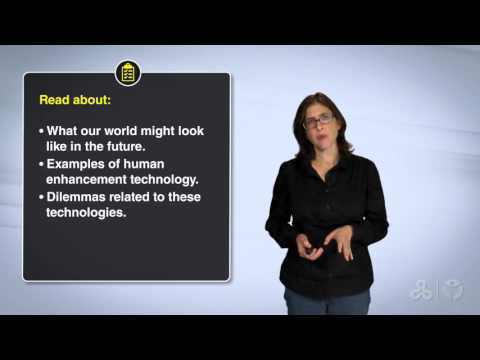 Read about:
• What our world might look
like in the future.
• Examples of human
enhancement technology.
• Dilemmas related to these
technologies.